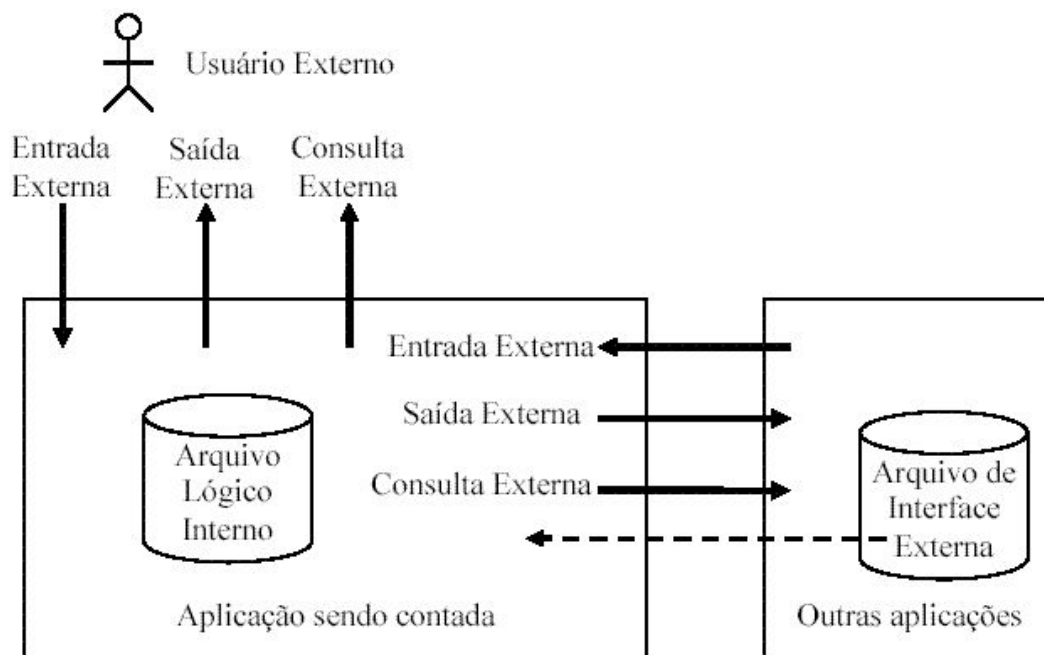 Usuário Externo
Entrada
Externa
Saída
Externa
Consulta
Externa
Entrada Externa
Saída Externa
Consulta Externa
Arquivo
Lógico
Interno
Arquivo de
Interface
Externa
Aplicação sendo contada
Outras aplicações